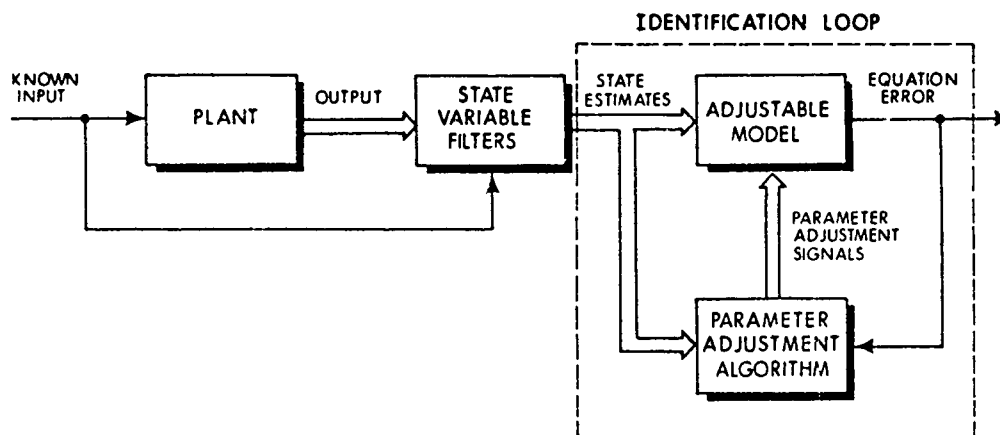 IDENTIFICATION LOOP
KNOWN
INPUT
PLANT
OUTPUT
STATE
VARIABLE
FILTERS
STATE
ESTIMATES
ADJUSTABLE
MODEL
EQUATION
ERROR
PARAMETER
ADJUSTMENT
SIGNALS
PARAMETER
ADJUSTMENT
ALGORITHM